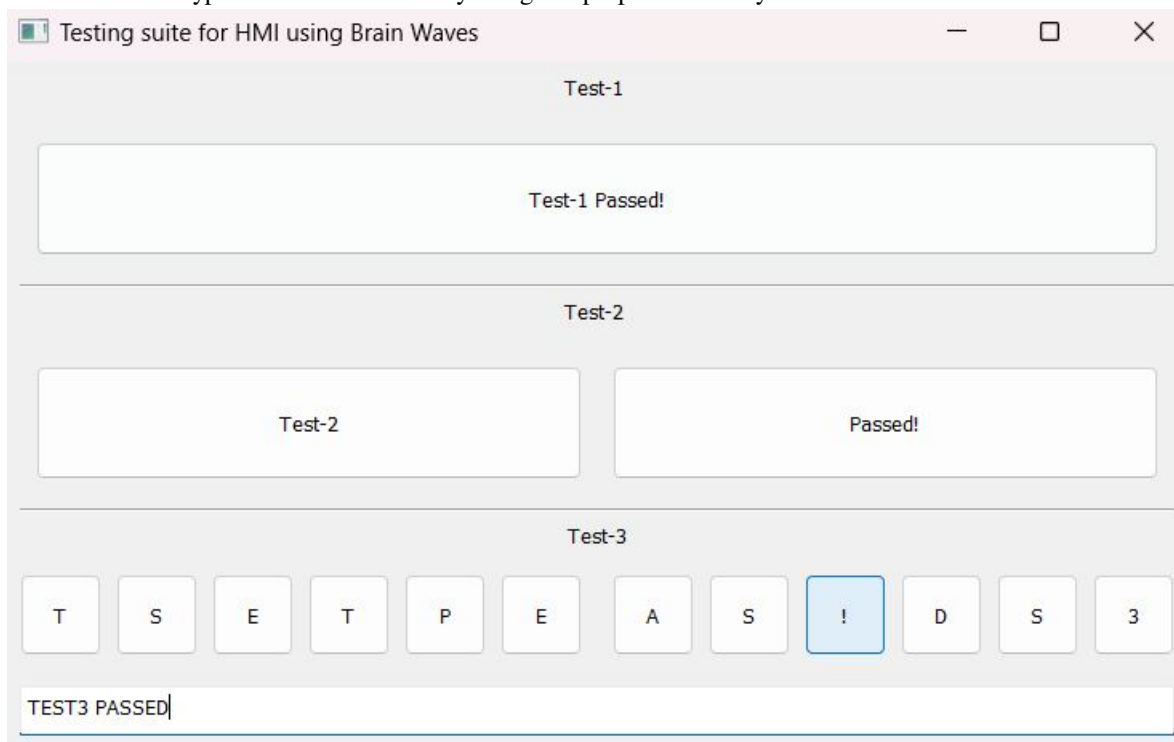 Testing suite for HMI using Brain Waves
Test-1
Test-1 Passed!
Test-2
Test-2 Passed!
Test-3
T S E T P E A S ! D S 3
TEST3 PASSED